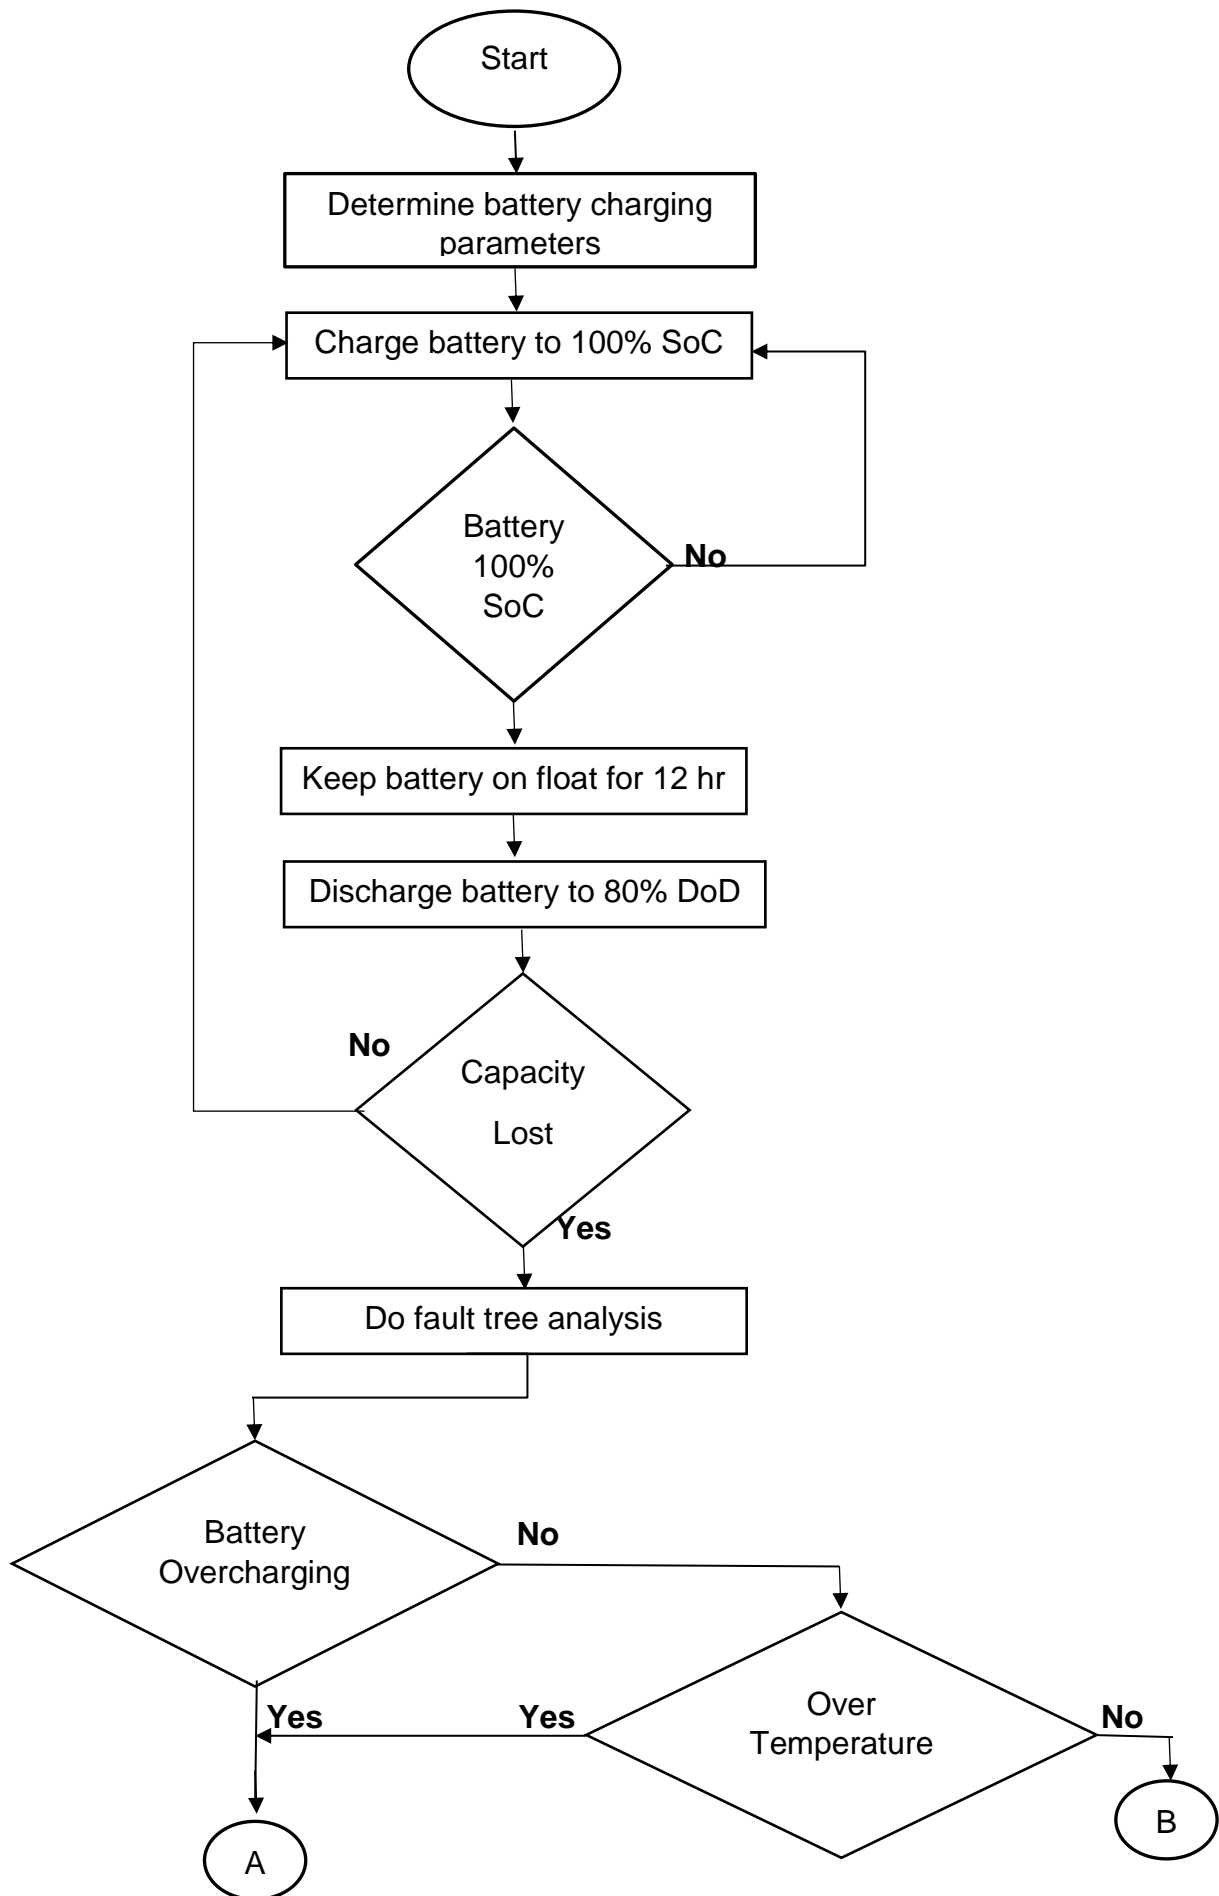 Start
Determine battery charging
parameters
Charge battery to 100% SoC
Battery
100%
SoC
No
Keep battery on float for 12 hr
Discharge battery to 80% DoD
No
Capacity
Lost
Yes
Do fault tree analysis
Battery
Overcharging
No
Over
Temperature
Yes
Yes
No
A
B